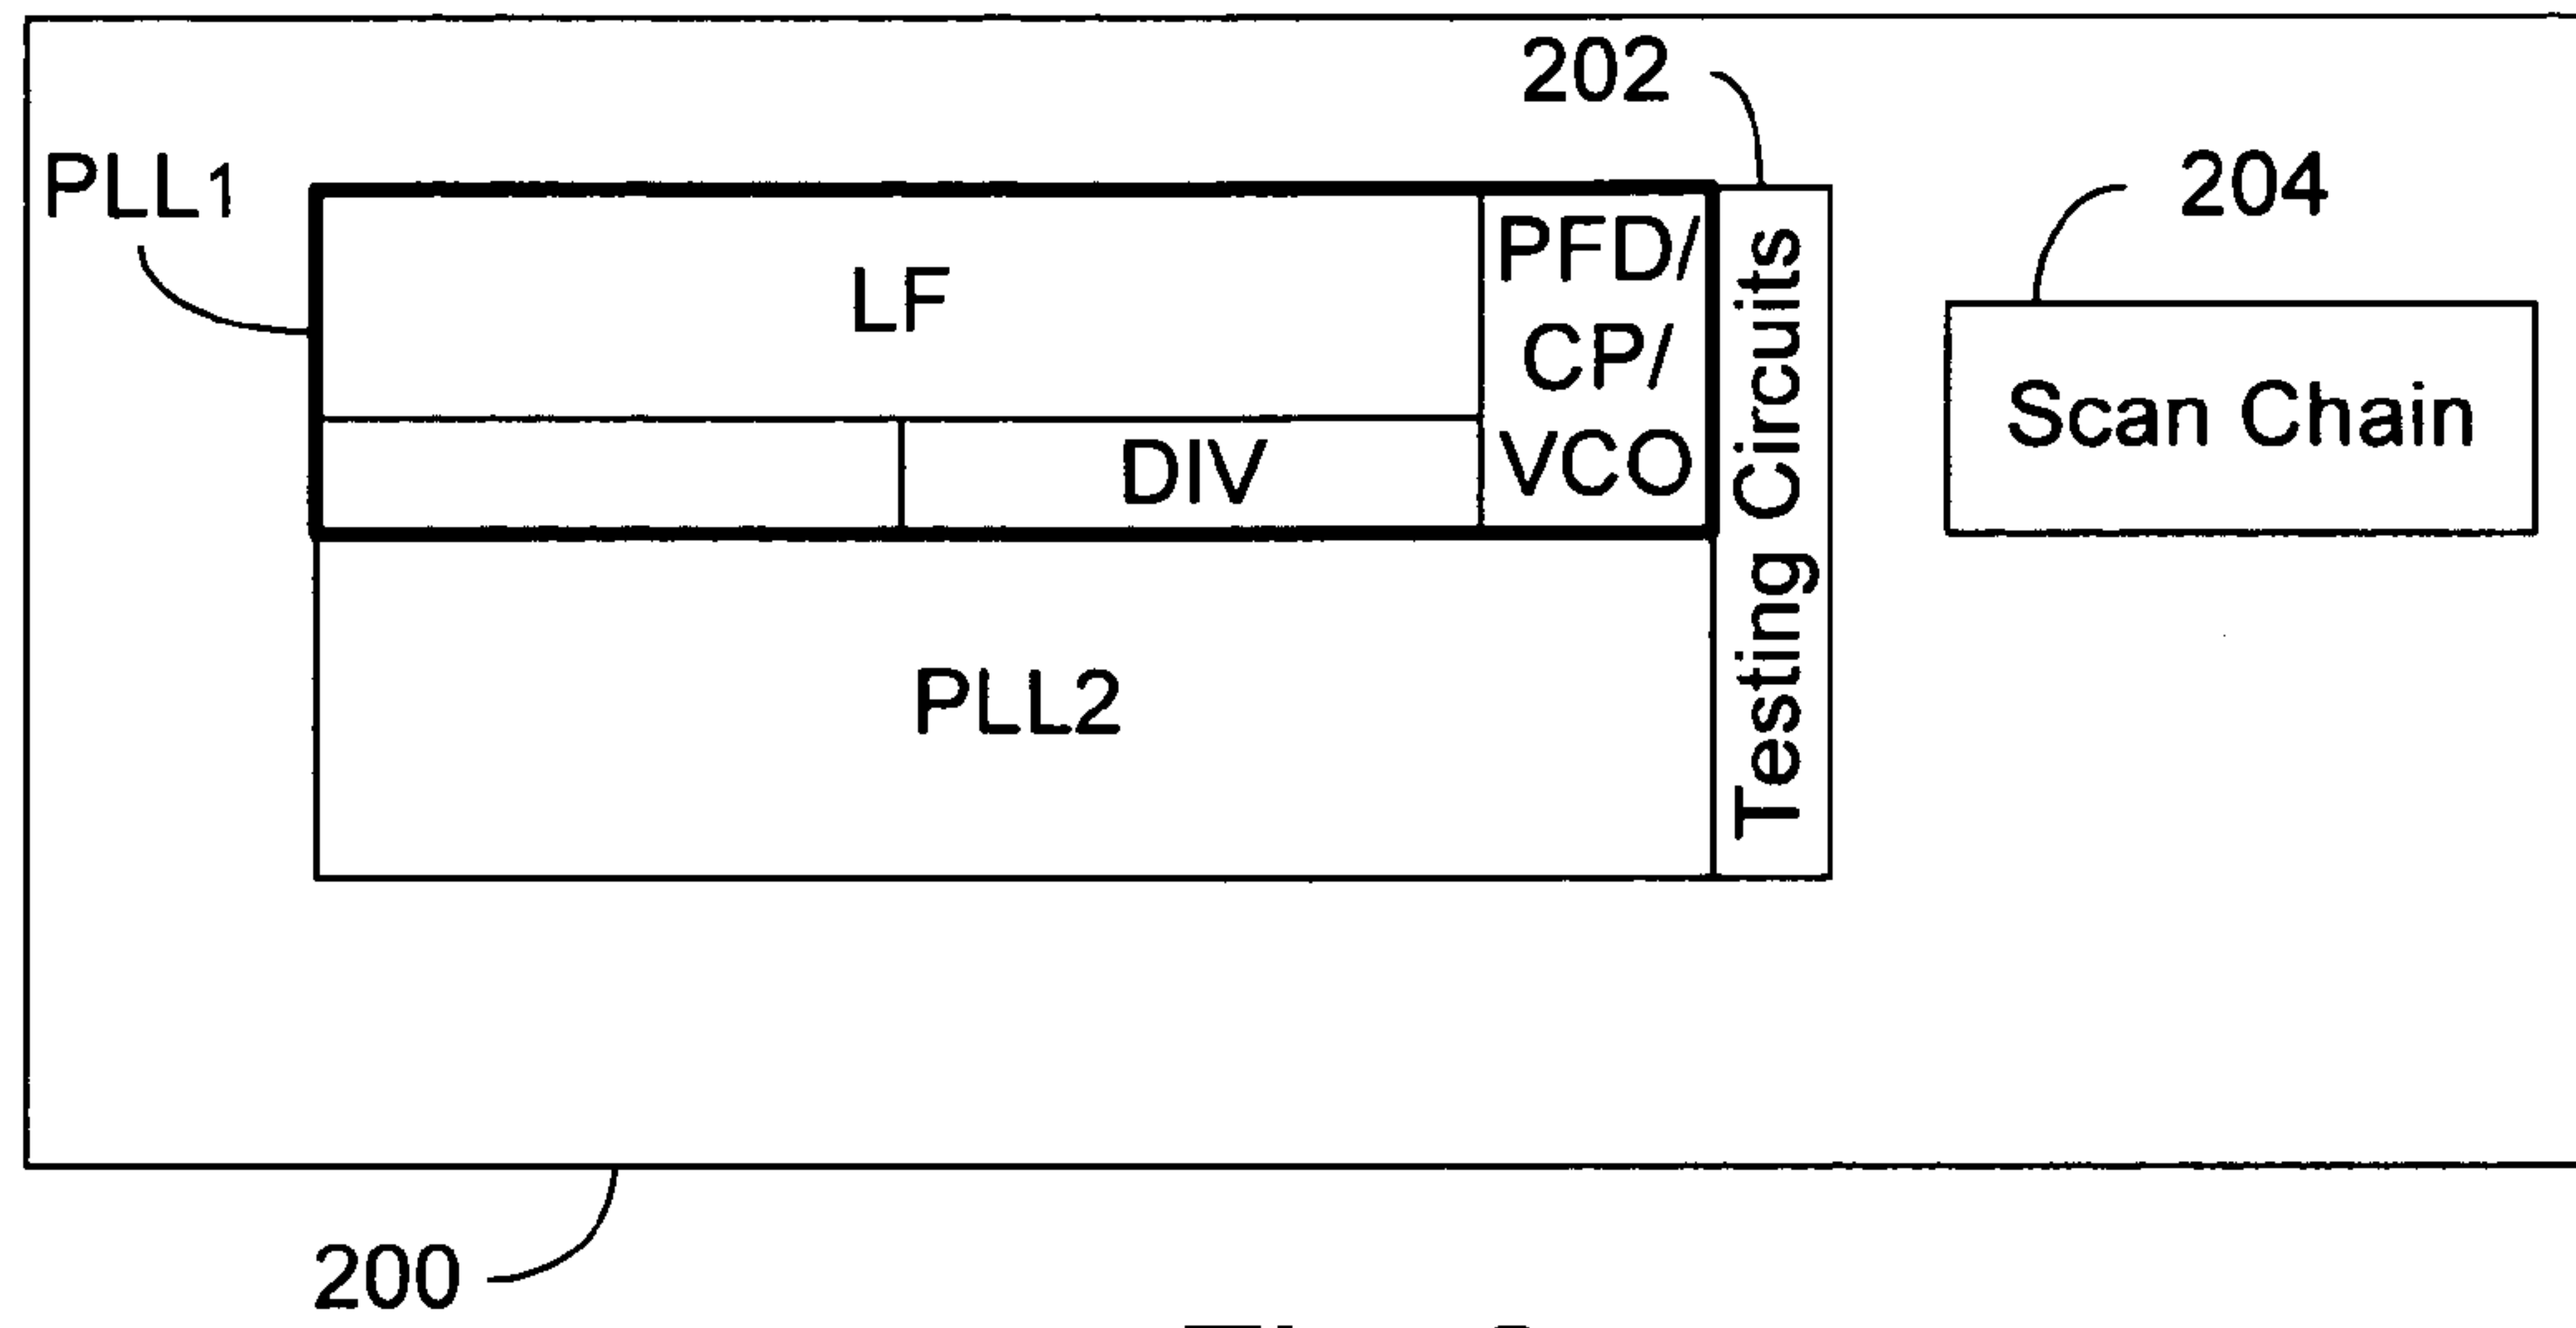 202
PLL1
204
LF
PFD/
CP/
VCO
DIV
Testing Circuits
Scan Chain
PLL2
200